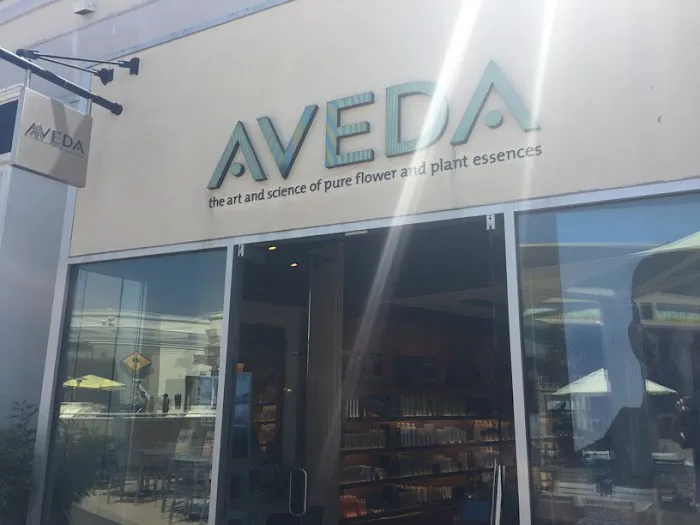 AVEDA
AVEDA
the art and science of pure flower and plant essences